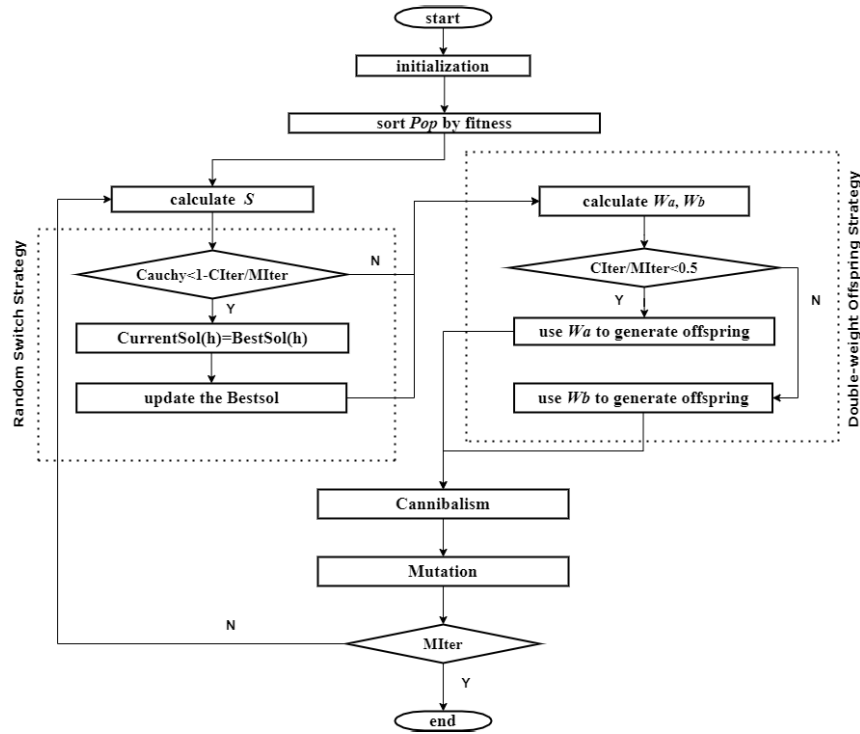 start
initialization
sort Pop by fitness
calculate S
Random Switch Strategy
Cauchy<1-CIter/MIter
N
Y
CurrentSol(h)=BestSol(h)
update the Bestsol
Double-weight Offspring Strategy
calculate Wa, Wb
CIter/MIter<0.5
Y
N
use Wa to generate offspring
use Wb to generate offspring
Cannibalism
Mutation
MIter
N
Y
end